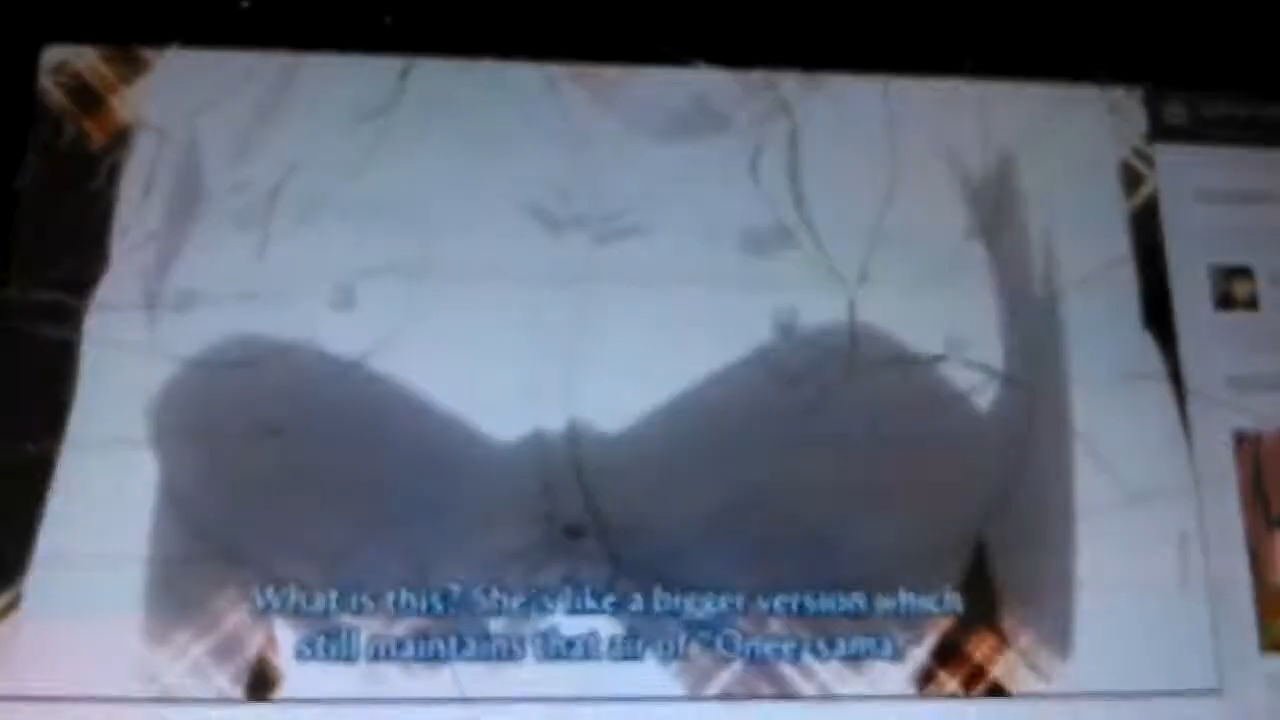 What is this? She's like a bigger version which
still maintains that air of "Onee-sama"